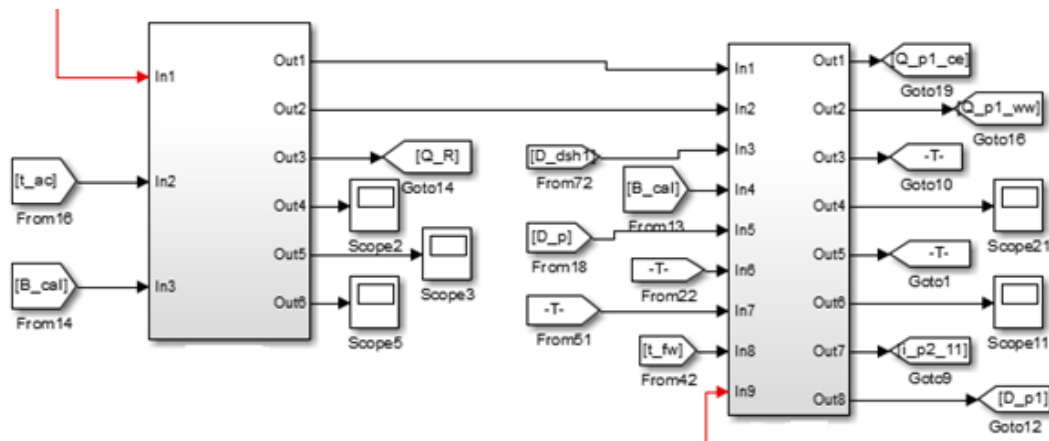 In1
Out1
Out2
[t_ac]
In2
From16
Out3
[Q_R]
Goto14
Out4
Scope2
Out5
Scope3
[B_cal]
In3
From14
Out6
Scope5
In1
Out1
[Q_p1_ce]
Goto19
In2
Out2
[Q_p1_ww]
Goto16
[D_dsh1]
From72
In3
Out3
-T-
Goto10
[B_cal]
From13
In4
Out4
Scope21
[D_p]
From18
In5
Out5
-T-
Goto1
-T-
From22
In6
Out6
Scope11
-T-
From51
In7
Out7
[i_p2_11]
Goto9
[t_fw]
From42
In8
In9
Out8
[D_p1]
Goto12